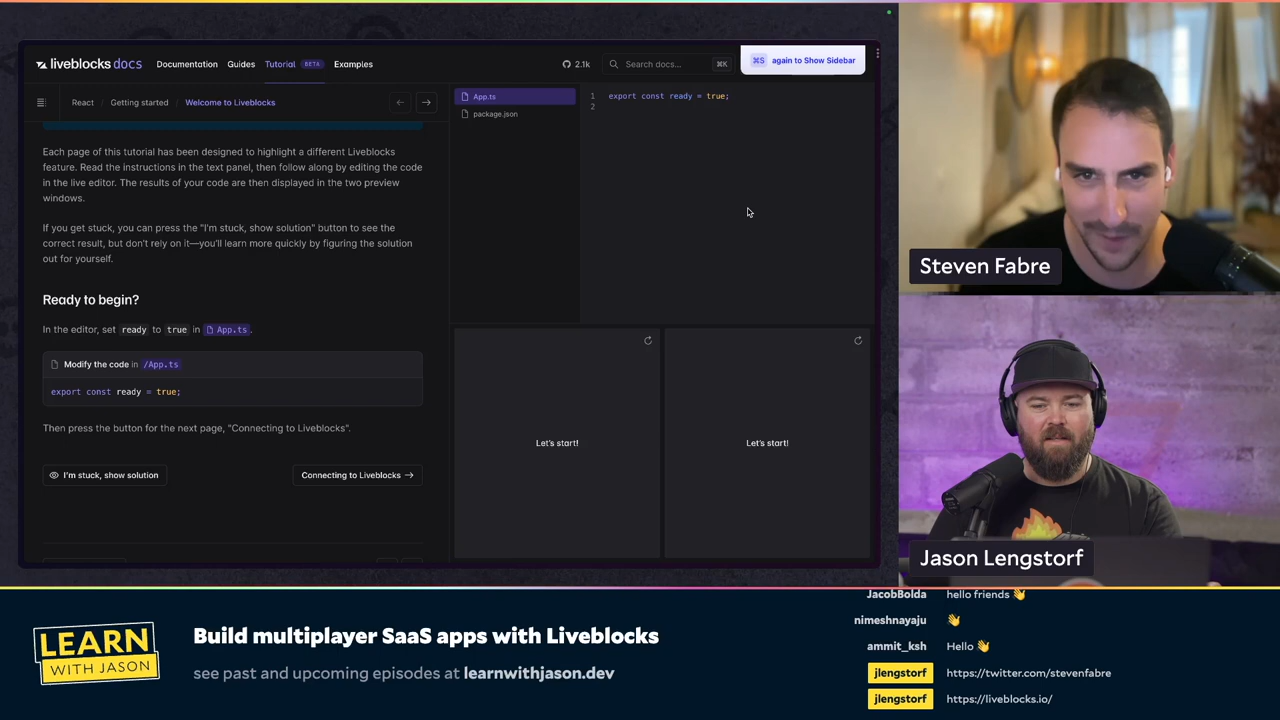 liveblocks docs
Documentation
Guides
Tutorial BETA
Examples
2.1k
Search docs... ⌘K
⌘S again to Show Sidebar
React / Getting started / Welcome to Liveblocks
Each page of this tutorial has been designed to highlight a different Liveblocks
feature. Read the instructions in the text panel, then follow along by editing the code
in the live editor. The results of your code are then displayed in the two preview
windows.
If you get stuck, you can press the "I'm stuck, show solution" button to see the
correct result, but don't rely on it—you'll learn more quickly by figuring the solution
out for yourself.
Ready to begin?
In the editor, set ready to true in App.ts.
Modify the code in /App.ts
export const ready = true;
Then press the button for the next page, "Connecting to Liveblocks".
I'm stuck, show solution
Connecting to Liveblocks →
App.ts
package.json
1 export const ready = true;
2
Let's start!
Let's start!
Steven Fabre
Jason Lengstorf
LEARN
WITH JASON
Build multiplayer SaaS apps with Liveblocks
see past and upcoming episodes at learnwithjason.dev
JacobBolda hello friends 👋
nimeshnayaju 👋
ammit_ksh Hello 👋
jlengstorf https://twitter.com/stevenfabre
jlengstorf https://liveblocks.io/